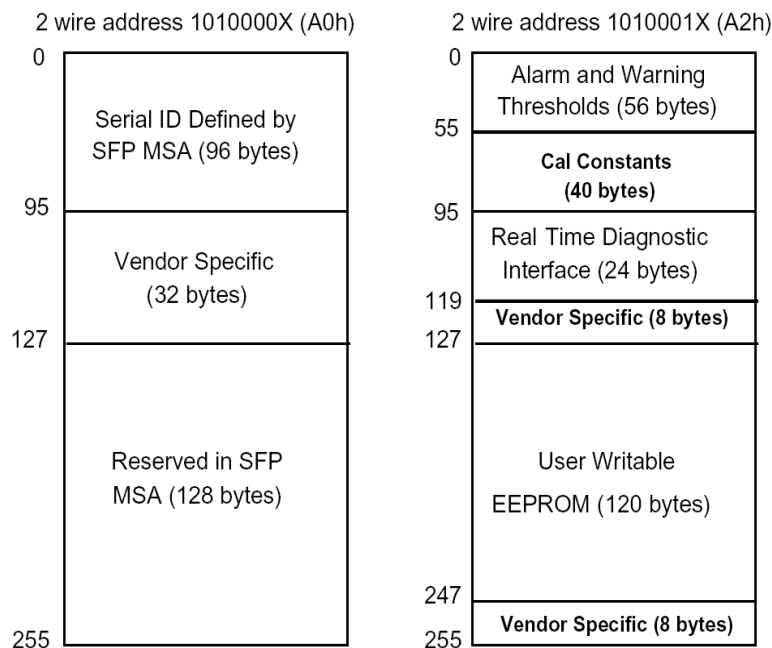 2 wire address 1010000X (A0h)
0
Serial ID Defined by
SFP MSA (96 bytes)
95
Vendor Specific
(32 bytes)
127
Reserved in SFP
MSA (128 bytes)
255
2 wire address 1010001X (A2h)
0
Alarm and Warning
Thresholds (56 bytes)
55
Cal Constants
(40 bytes)
95
Real Time Diagnostic
Interface (24 bytes)
119
Vendor Specific (8 bytes)
127
User Writable
EEPROM (120 bytes)
247
Vendor Specific (8 bytes)
255